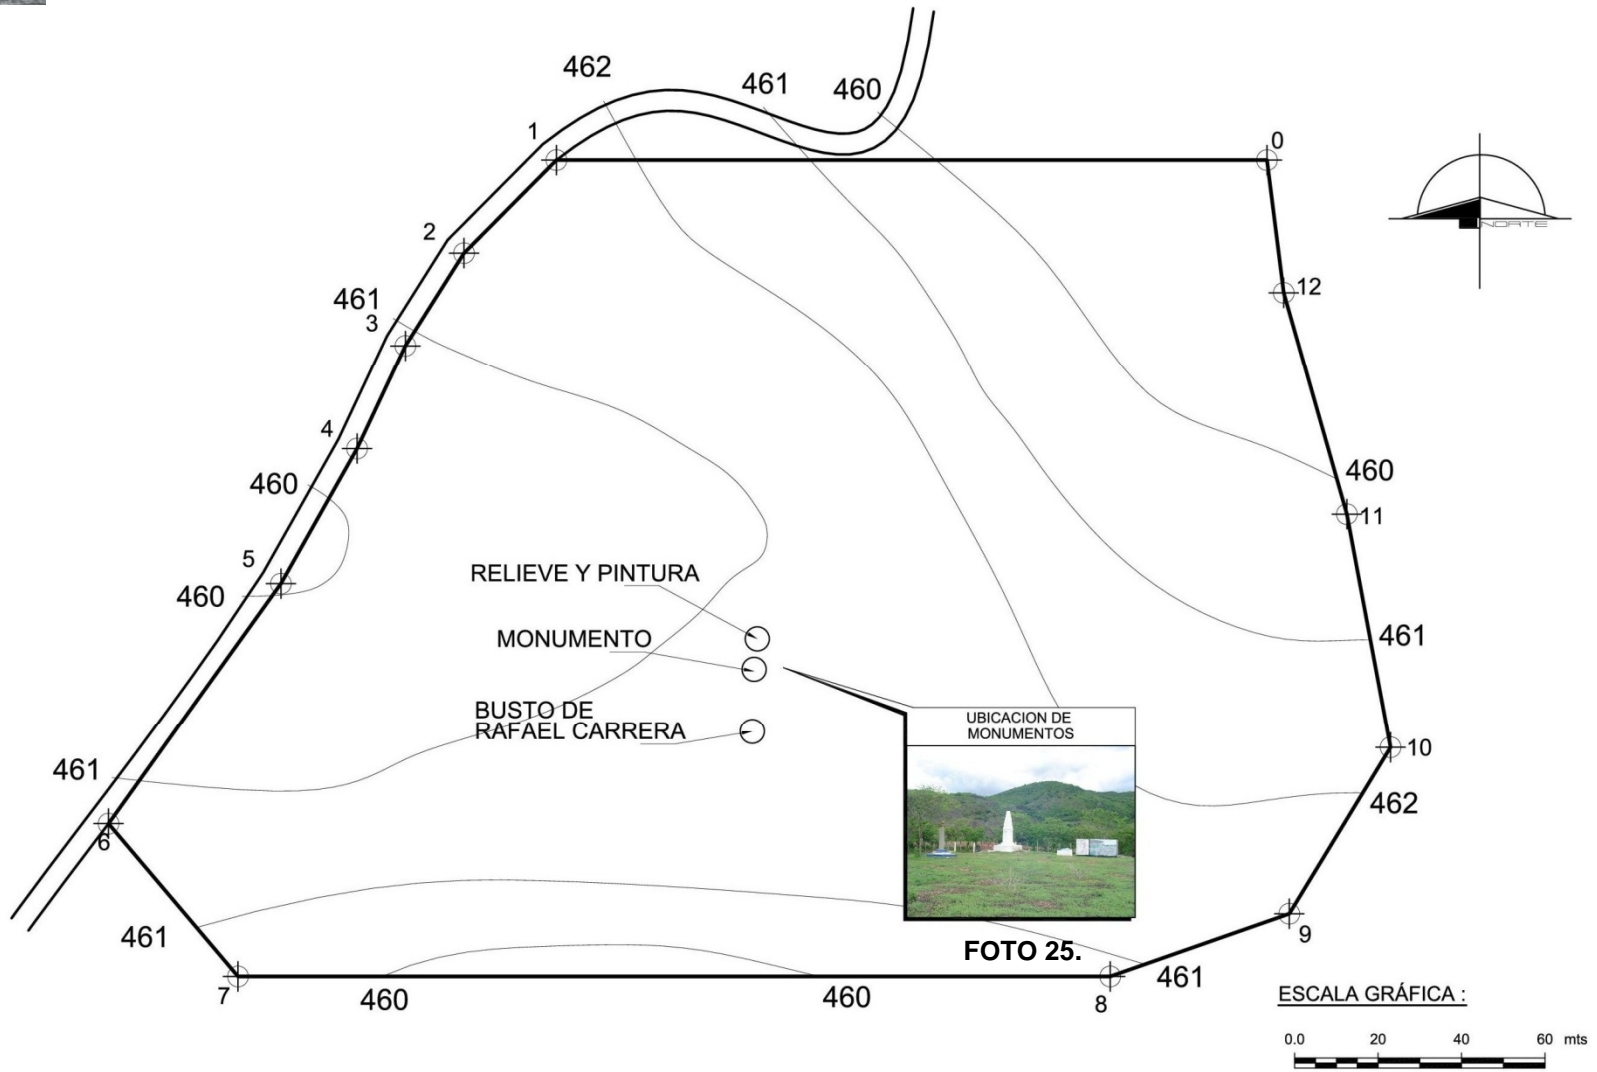 462
461
460
1
0
2
12
461
3
4
460
460
11
5
460
RELIEVE Y PINTURA
MONUMENTO
461
BUSTO DE
RAFAEL CARRERA
UBICACION DE
MONUMENTOS
10
461
462
6
461
9
FOTO 25.
7
460
460
8
461
NORTE
ESCALA GRÁFICA :
0.0 20 40 60 mts